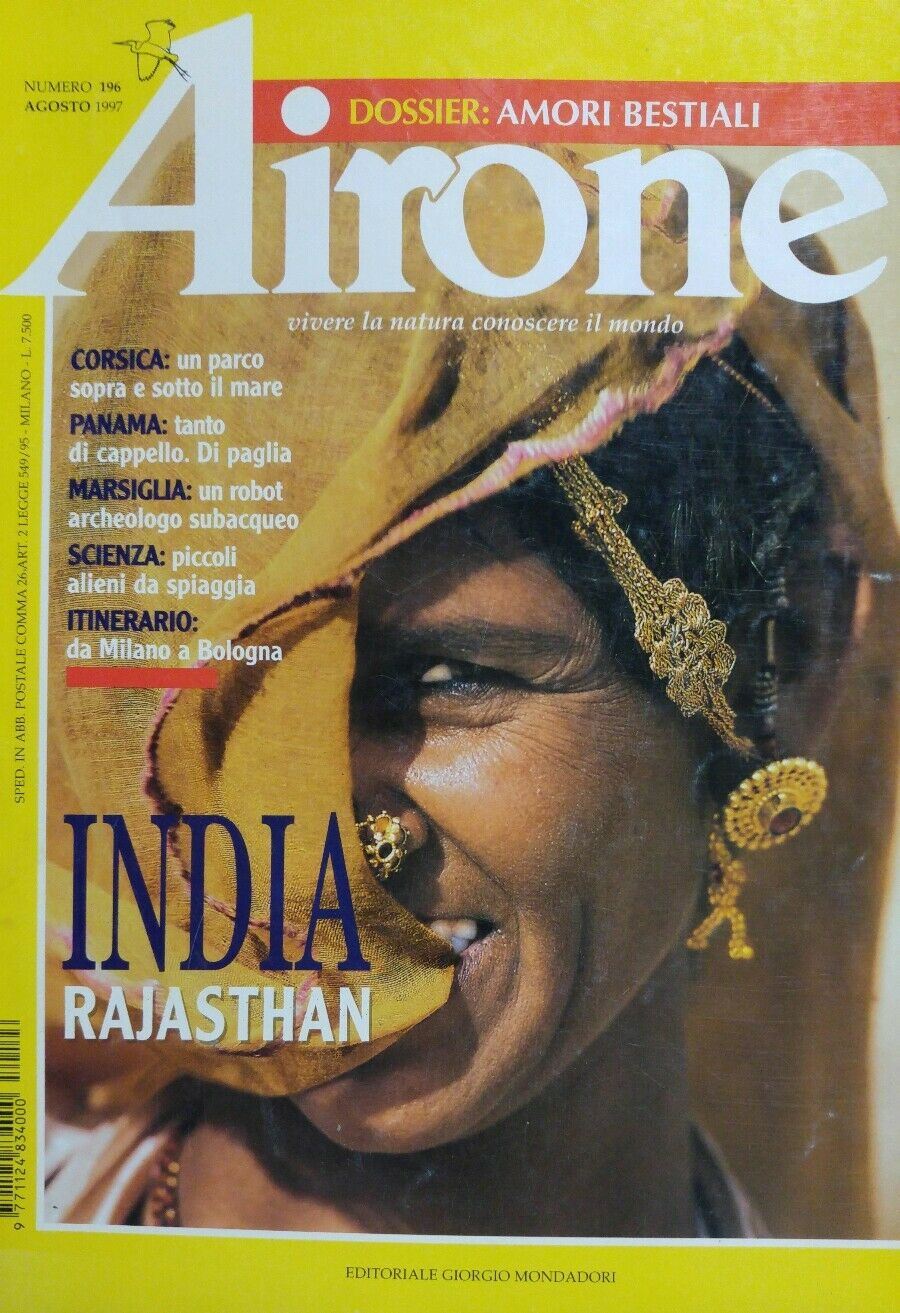 NUMERO 196
AGOSTO 1997
DOSSIER: AMORI BESTIALI
Airone
vivere la natura conoscere il mondo
CORSICA: un parco
sopra e sotto il mare
PANAMA: tanto
di cappello. Di paglia
MARSIGLIA: un robot
archeologo subacqueo
SCIENZA: piccoli
alieni da spiaggia
ITINERARIO:
da Milano a Bologna
INDIA
RAJASTHAN
SPED. IN ABB. POSTALE COMMA 26,ART. 2 LEGGE 549/95 - MILANO - L. 7.500
9 771124 834000
EDITORIALE GIORGIO MONDADORI